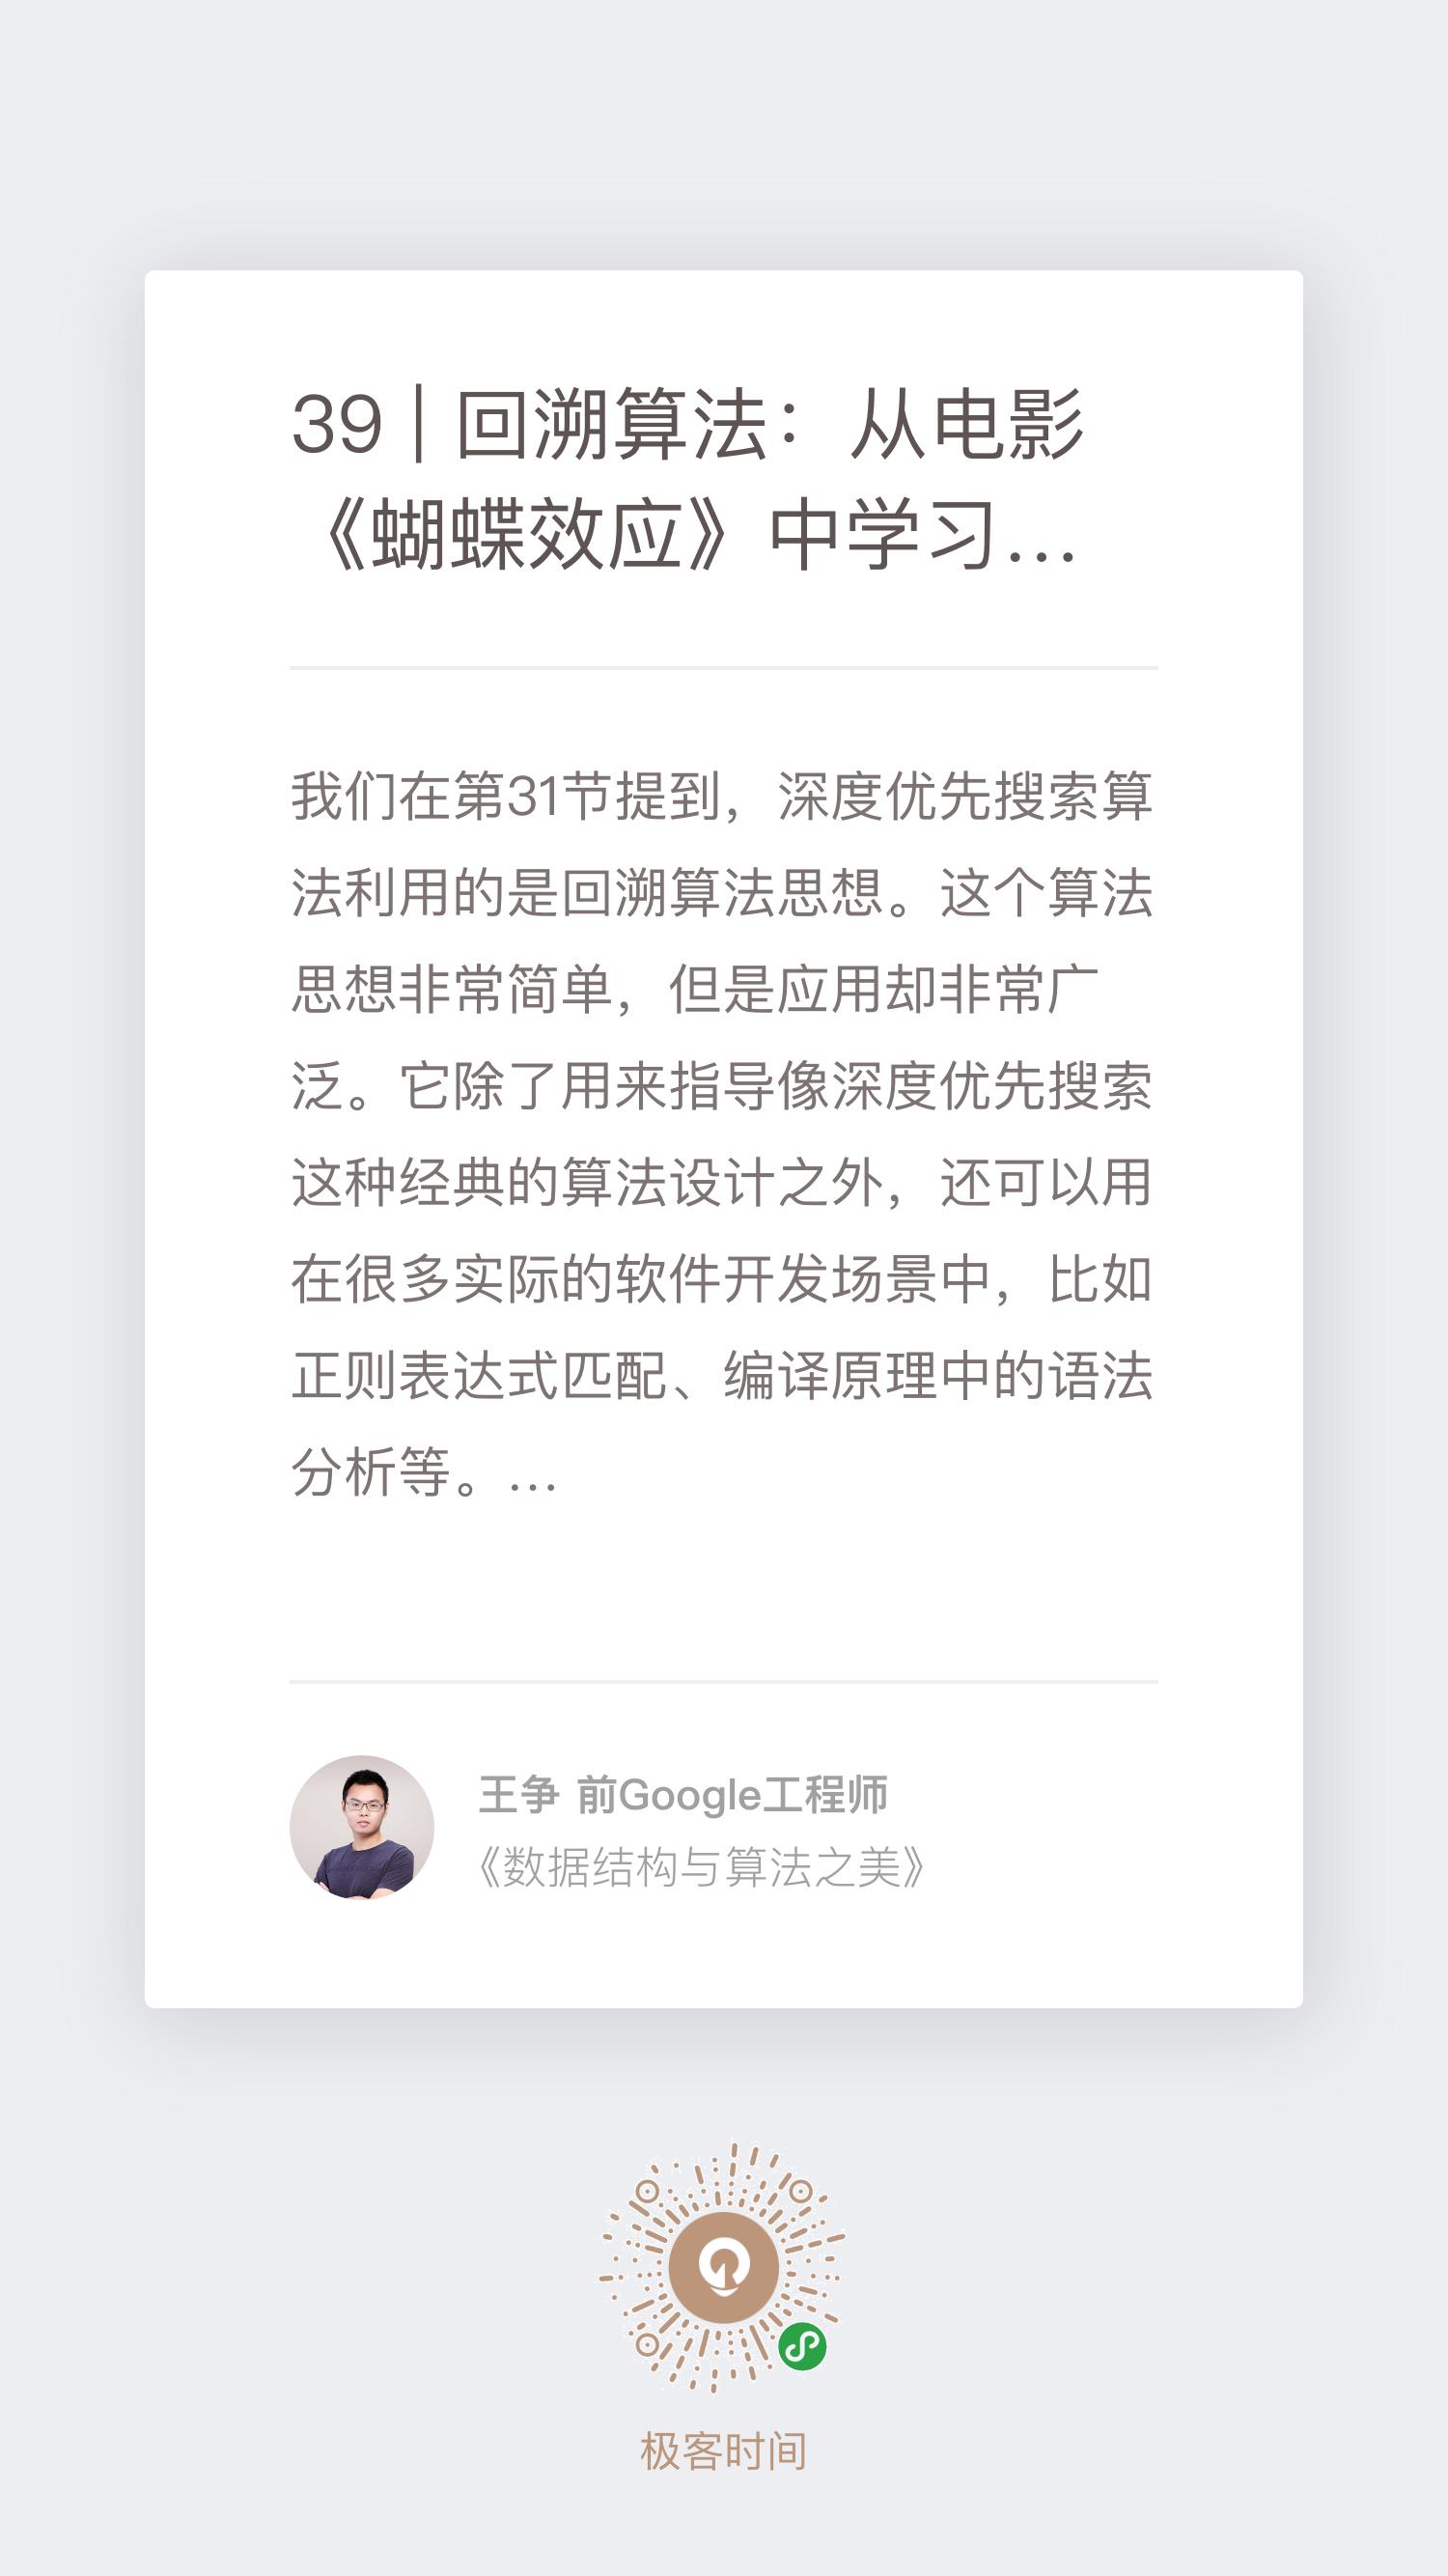 39 | 回溯算法：从电影
《蝴蝶效应》中学习...
我们在第31节提到，深度优先搜索算
法利用的是回溯算法思想。这个算法
思想非常简单，但是应用却非常广
泛。它除了用来指导像深度优先搜索
这种经典的算法设计之外，还可以用
在很多实际的软件开发场景中，比如
正则表达式匹配、编译原理中的语法
分析等。...
王争 前Google工程师
《数据结构与算法之美》
极客时间